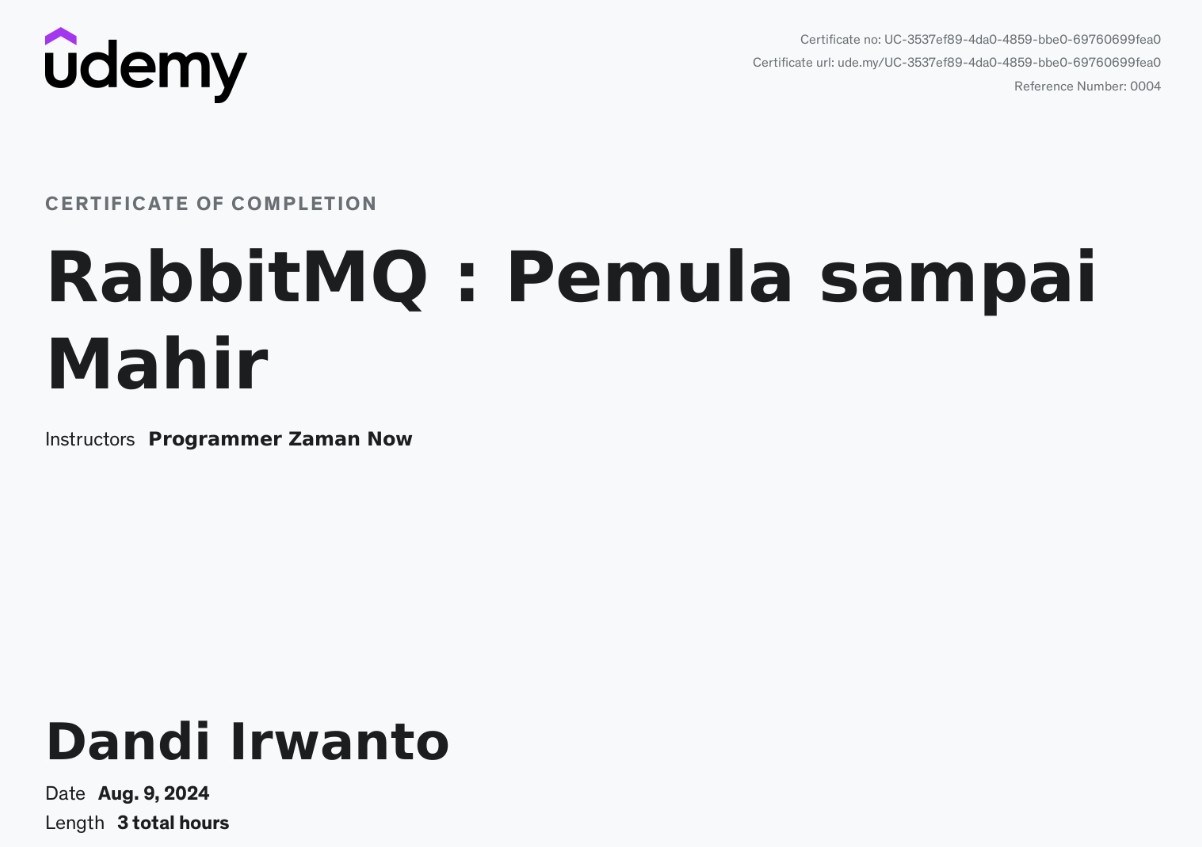 udemy
Certificate no: UC-3537ef89-4da0-4859-bbe0-69760699fea0
Certificate url: ude.my/UC-3537ef89-4da0-4859-bbe0-69760699fea0
Reference Number: 0004
CERTIFICATE OF COMPLETION
RabbitMQ : Pemula sampai
Mahir
Instructors Programmer Zaman Now
Dandi Irwanto
Date Aug. 9, 2024
Length 3 total hours